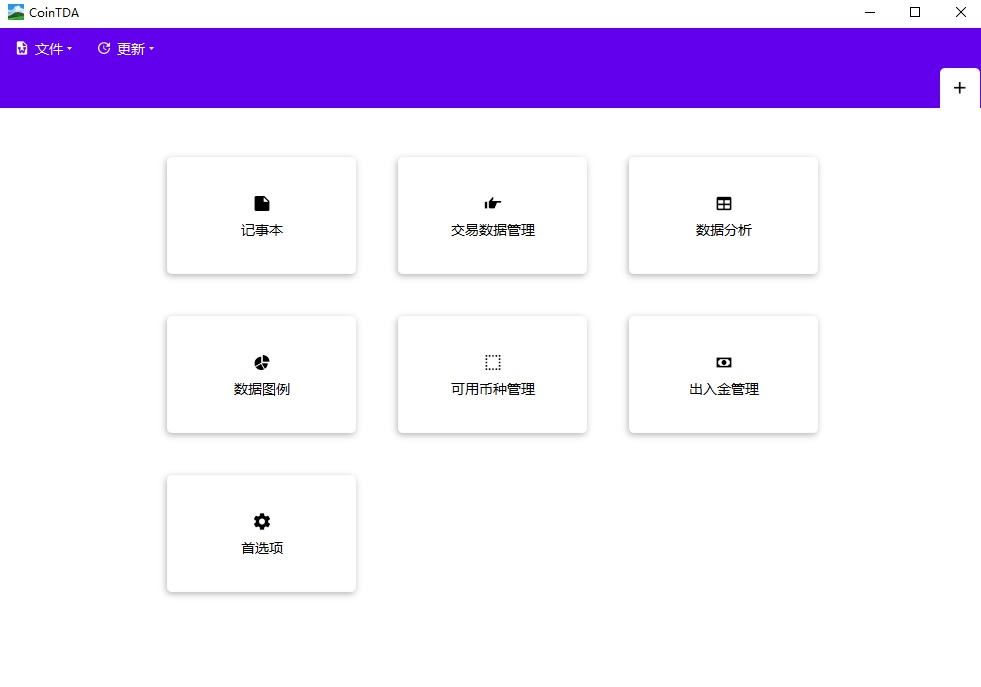 CoinTDA
文件 更新
+
记事本 交易数据管理 数据分析
数据图例 可用币种管理 出入金管理
首选项